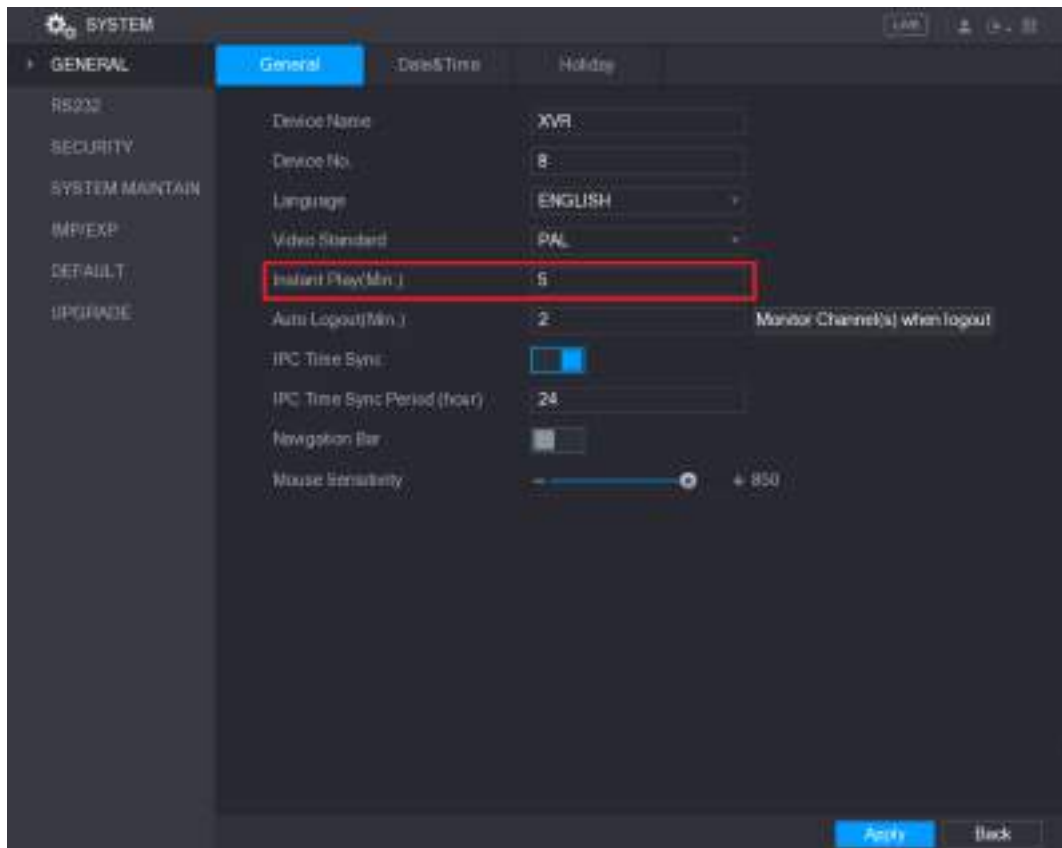 SYSTEM
LIVE
GENERAL
General Date&Time Holiday
RS232
SECURITY
SYSTEM MAINTAIN
IMP/EXP
DEFAULT
UPGRADE
Device Name XVR
Device No. 8
Language ENGLISH
Video Standard PAL
Instant Play(Min.) 5
Auto Logout(Min.) 2 Monitor Channel(s) when logout
IPC Time Sync
IPC Time Sync Period (hour) 24
Navigation Bar
Mouse Sensitivity - + 850
Apply Back